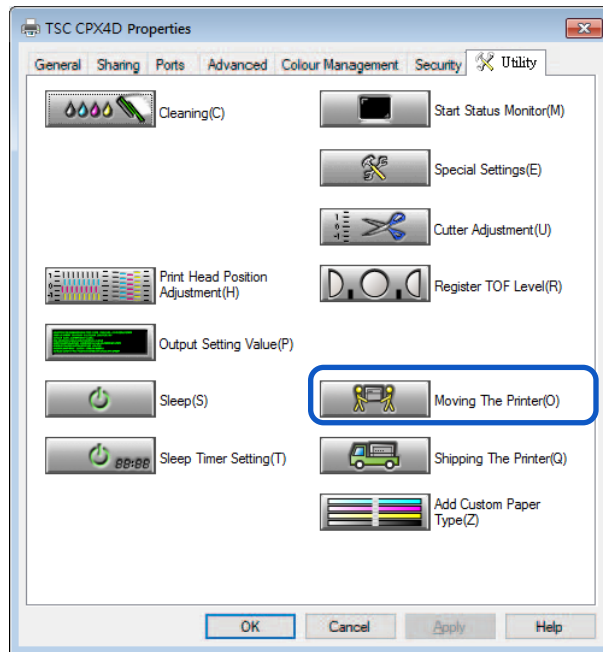 TSC CPX4D Properties
General Sharing Ports Advanced Colour Management Security Utility
Cleaning(C)
Start Status Monitor(M)
Special Settings(E)
Cutter Adjustment(U)
Print Head Position
Adjustment(H)
Register TOF Level(R)
Output Setting Value(P)
Sleep(S)
Moving The Printer(O)
88:88
Sleep Timer Setting(T)
Shipping The Printer(Q)
Add Custom Paper
Type(Z)
OK Cancel Apply Help